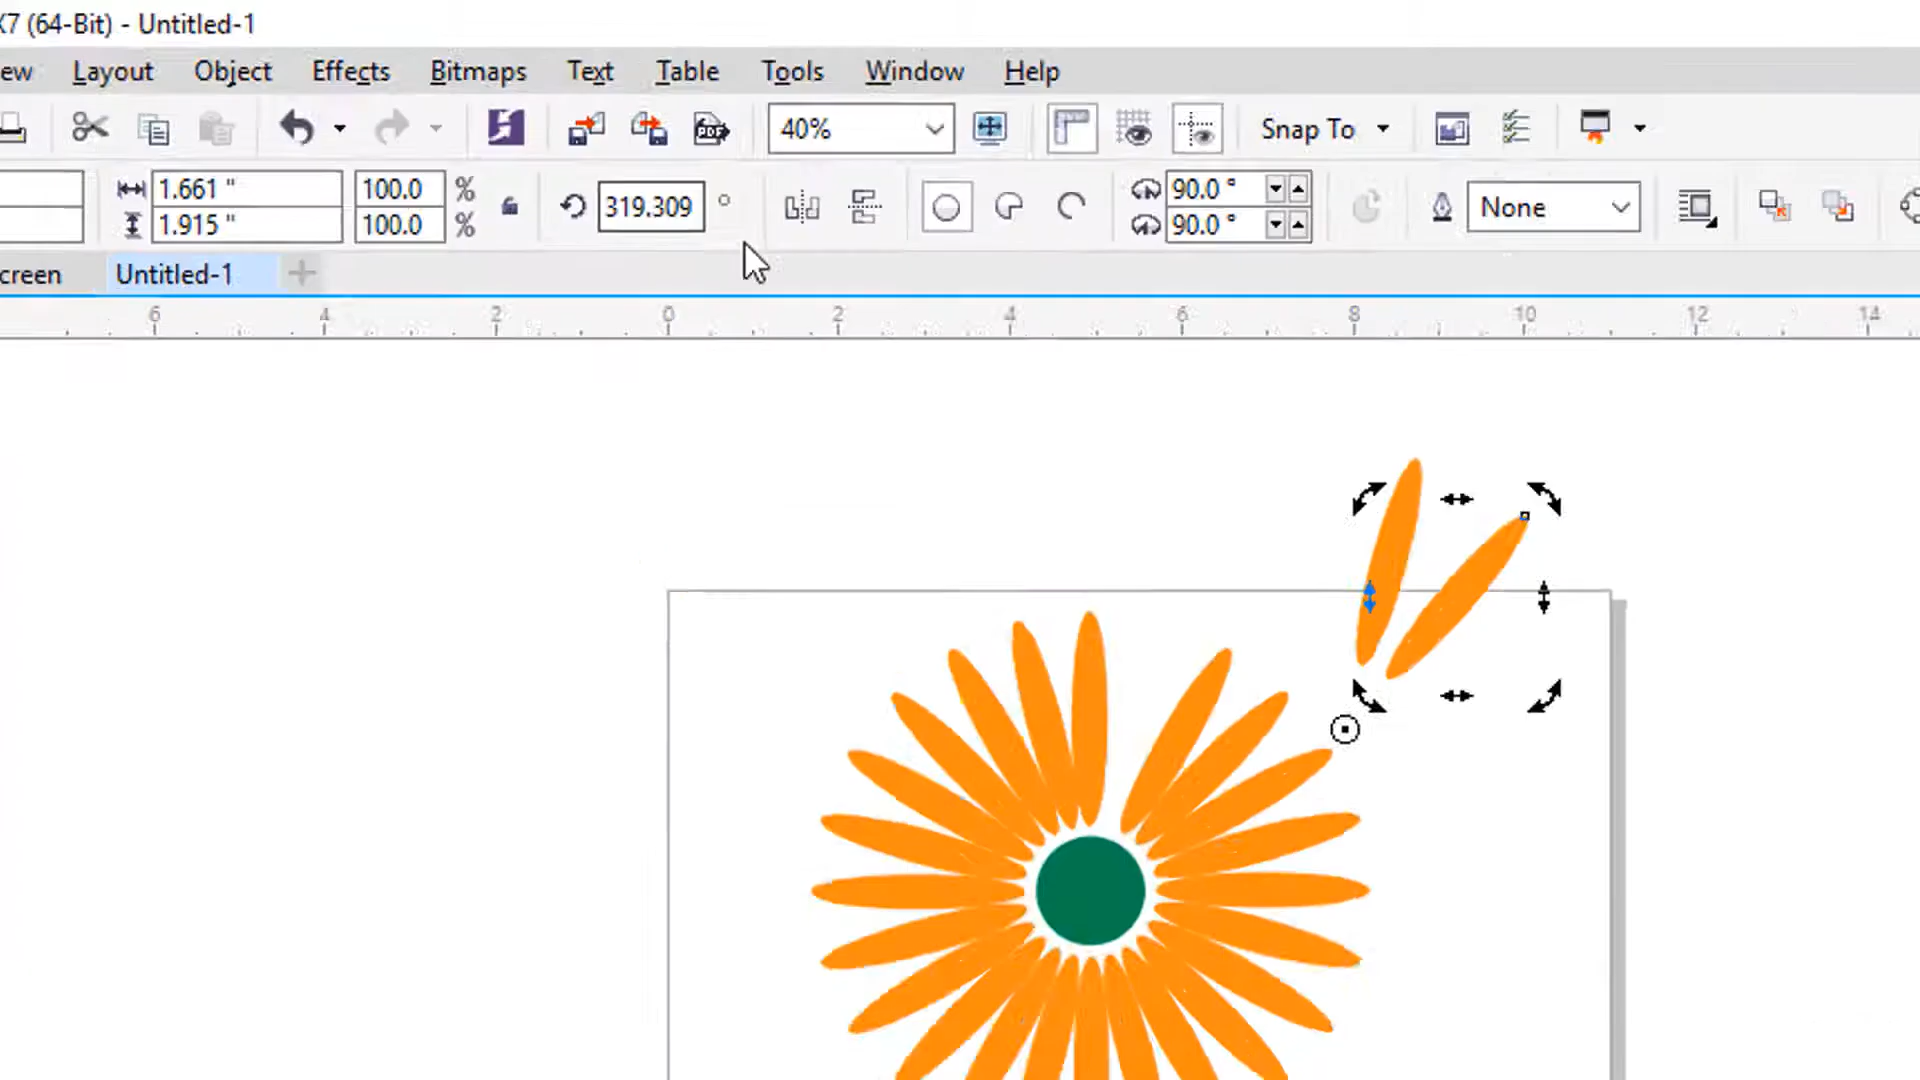 X7 (64-Bit) - Untitled-1
ew Layout Object Effects Bitmaps Text Table Tools Window Help
PDF 40% Snap To
1.661 " 100.0 % 90.0 °
319.309 ° None
1.915 " 100.0 % 90.0 °
creen Untitled-1
6 4 2 0 2 4 6 8 10 12 14